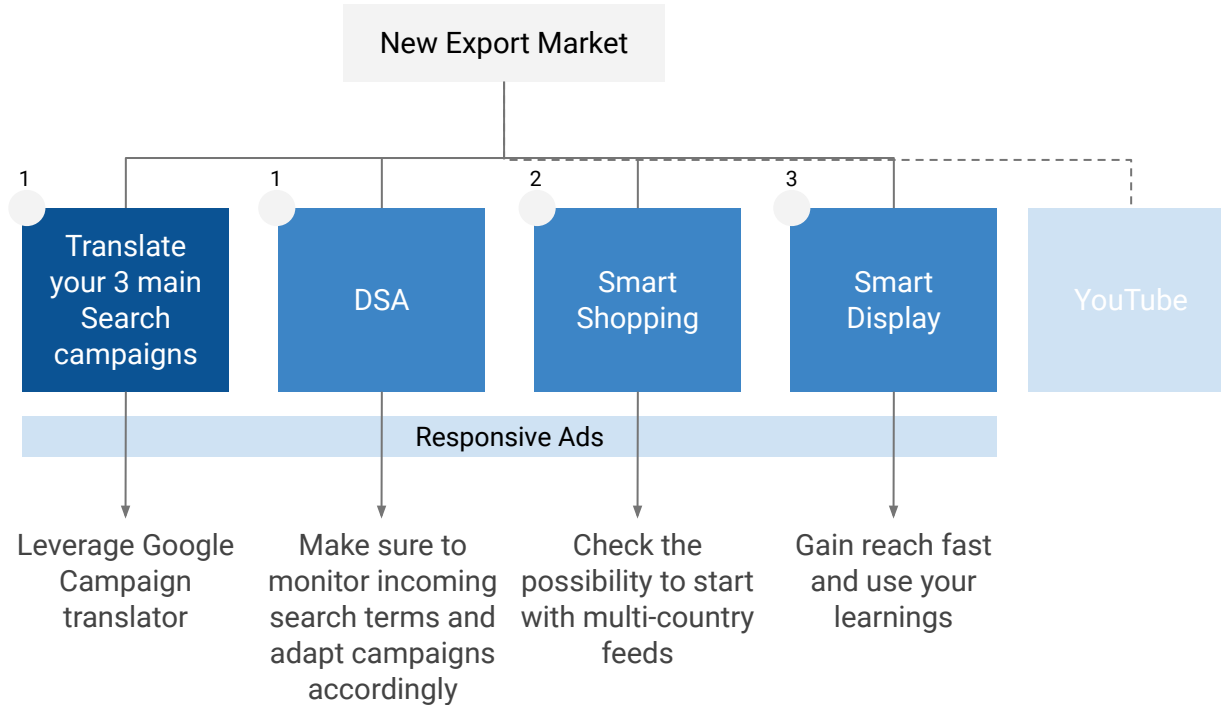 New Export Market
1
1
2
3
Translate
your 3 main
Search
campaigns
DSA
Smart
Shopping
Smart
Display
YouTube
Responsive Ads
Leverage Google
Campaign
translator
Make sure to
monitor incoming
search terms and
adapt campaigns
accordingly
Check the
possibility to start
with multi-country
feeds
Gain reach fast
and use your
learnings